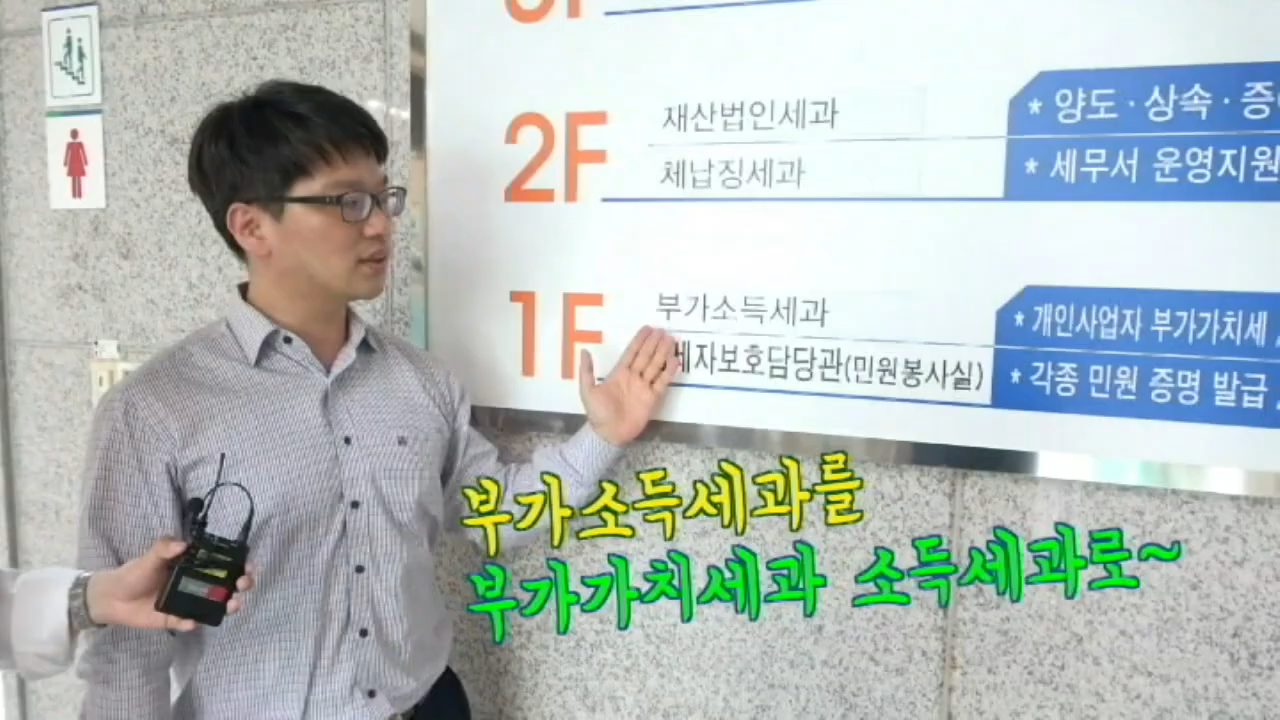 2F
재산법인세과
체납징세과
* 양도 · 상속 ·
* 세무서 운영지원
1F
부가소득세과
세자보호담당관(민원봉사실)
* 개인사업자 부가가치세
* 각종 민원 증명 발급
부가소득세과를
부가가치세과 소득세과로~